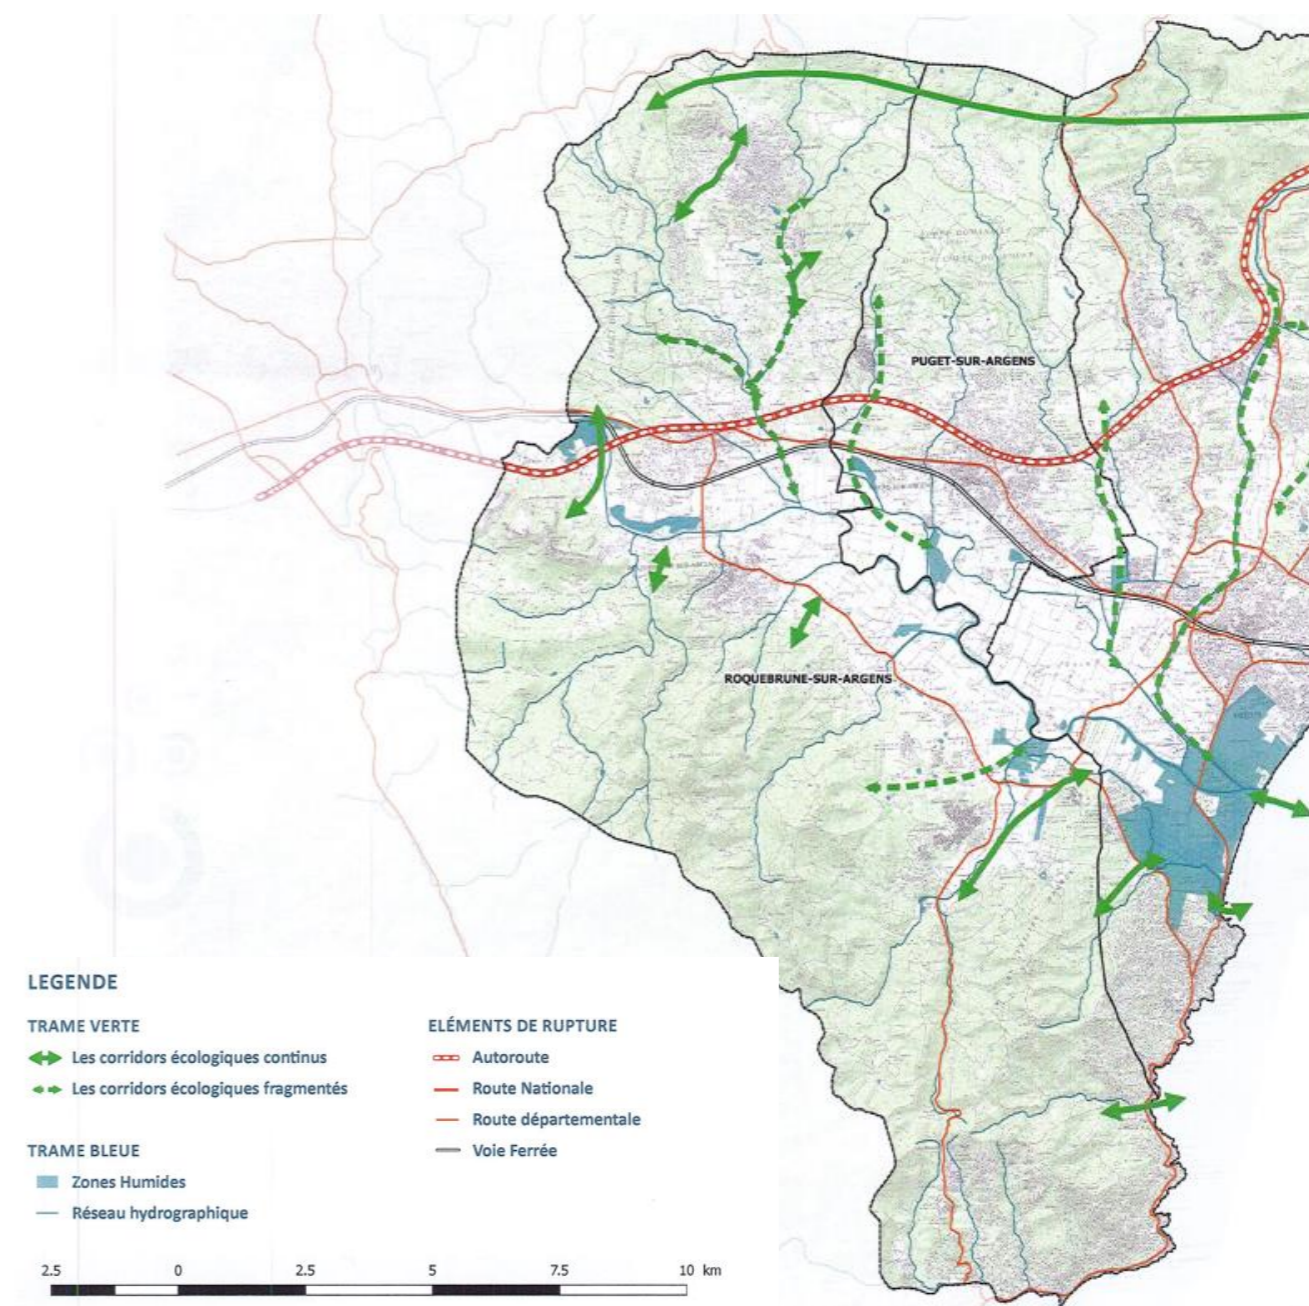 PUGET-SUR-ARGENS
ROQUEBRUNE-SUR-ARGENS
LEGENDE
TRAME VERTE
Les corridors écologiques continus
Les corridors écologiques fragmentés
TRAME BLEUE
Zones Humides
Réseau hydrographique
ELÉMENTS DE RUPTURE
Autoroute
Route Nationale
Route départementale
Voie Ferrée
2.5 0 2.5 5 7.5 10 km